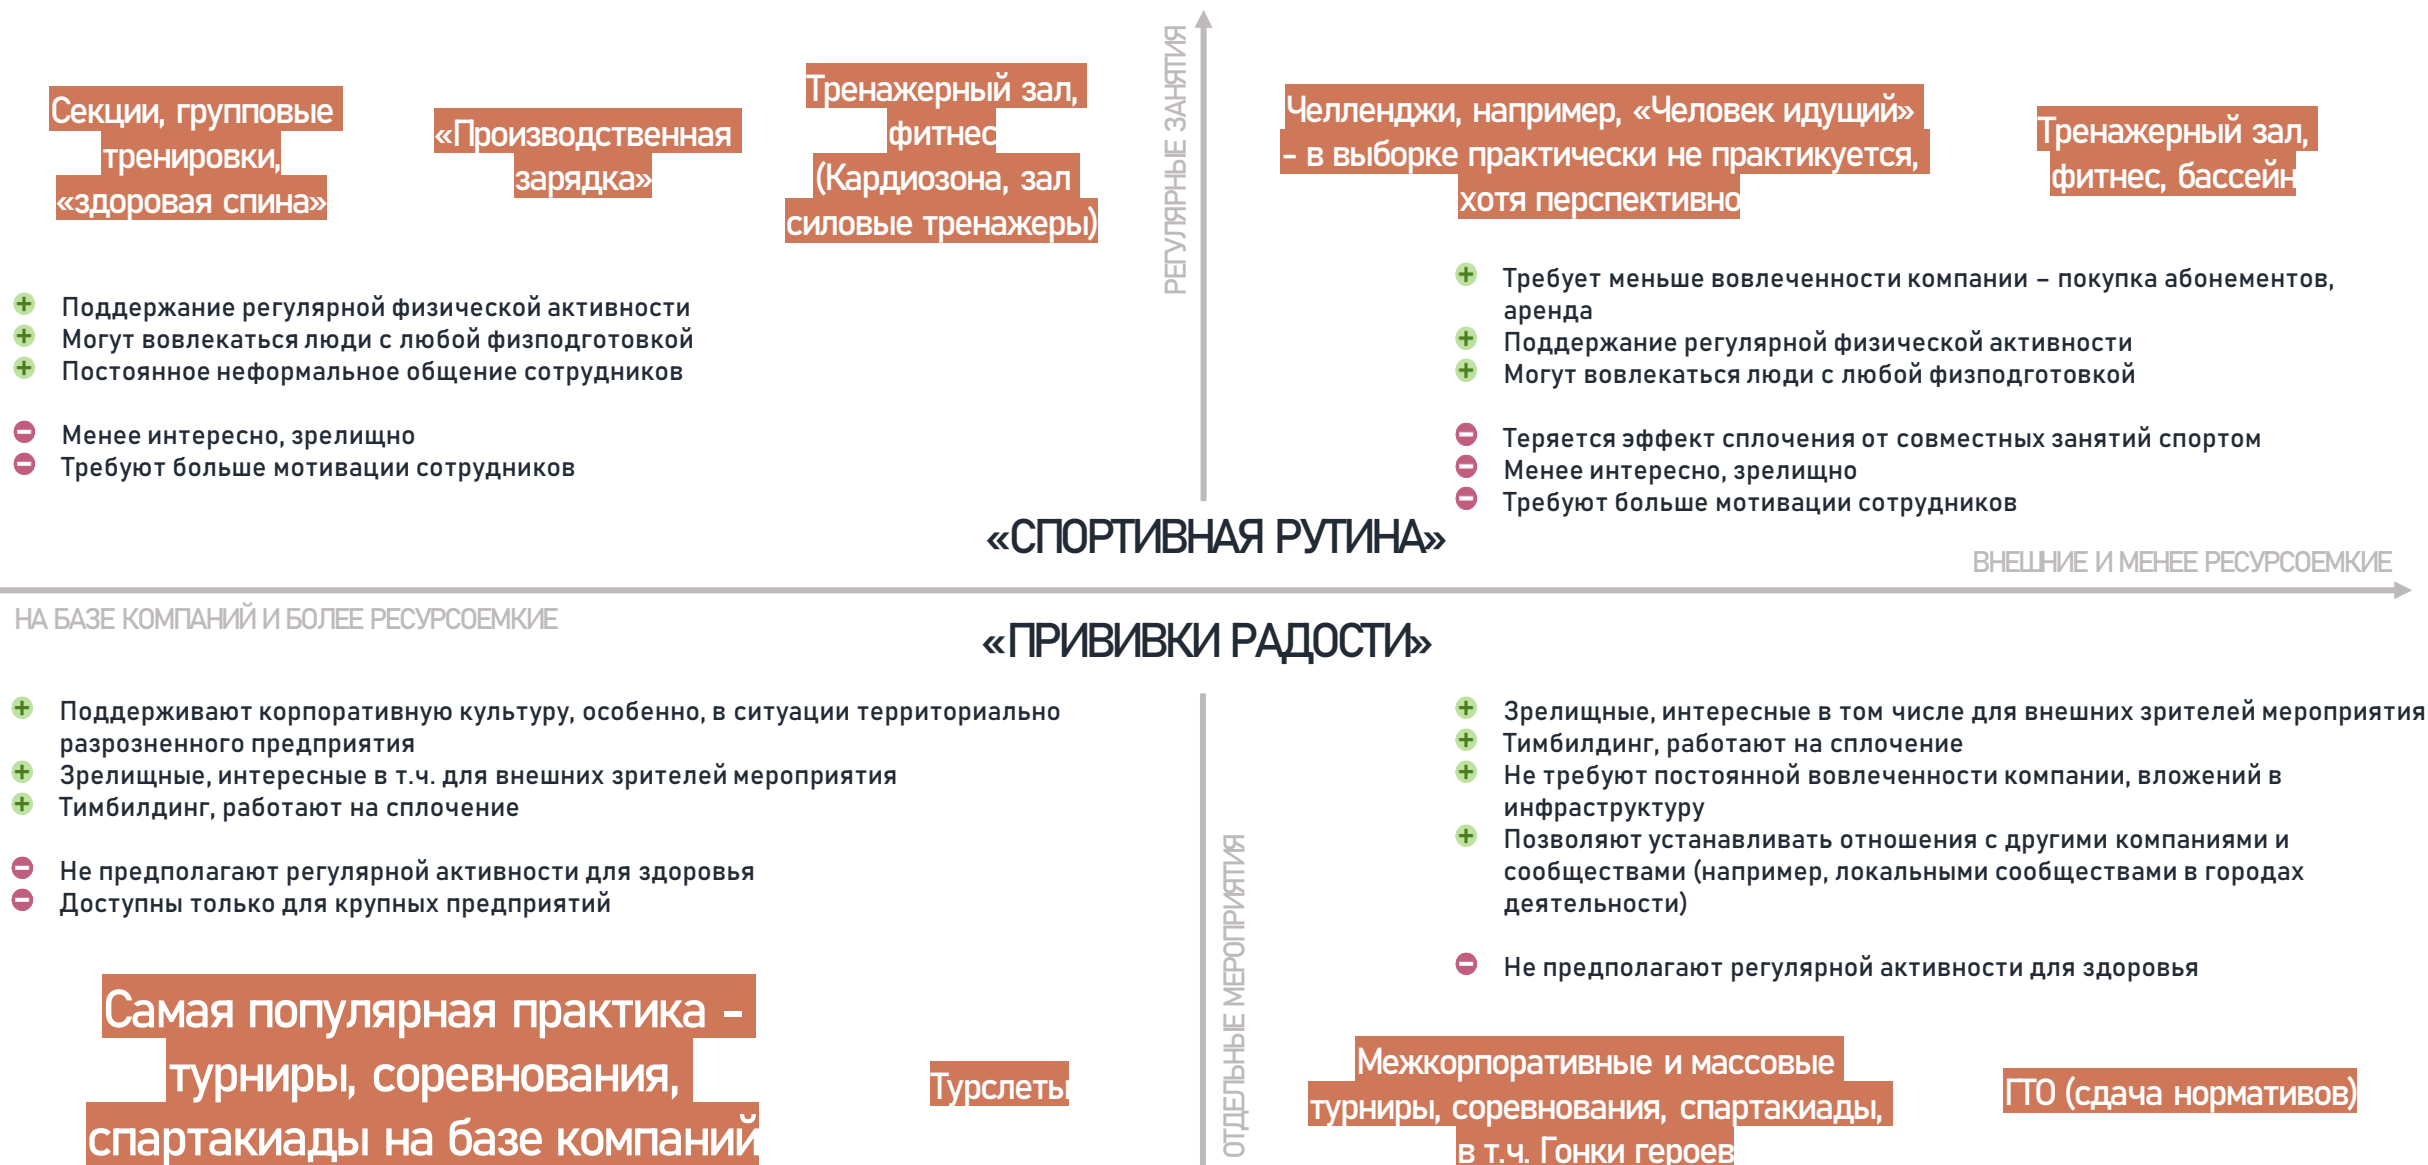 РЕГУЛЯРНЫЕ ЗАНЯТИЯ
Секции, групповые
тренировки,
«здоровая спина»
«Производственная
зарядка»
Тренажерный зал,
фитнес
(Кардиозона, зал
силовые тренажеры)
Поддержание регулярной физической активности
Могут вовлекаться люди с любой физподготовкой
Постоянное неформальное общение сотрудников
Менее интересно, зрелищно
Требуют больше мотивации сотрудников
Челленджи, например, «Человек идущий»
– в выборке практически не практикуется,
хотя перспективно
Тренажерный зал,
фитнес, бассейн
Требует меньше вовлеченности компании – покупка абонементов,
аренда
Поддержание регулярной физической активности
Могут вовлекаться люди с любой физподготовкой
Теряется эффект сплочения от совместных занятий спортом
Менее интересно, зрелищно
Требуют больше мотивации сотрудников
«СПОРТИВНАЯ РУТИНА»
ВНЕШНИЕ И МЕНЕЕ РЕСУРСОЕМКИЕ
НА БАЗЕ КОМПАНИЙ И БОЛЕЕ РЕСУРСОЕМКИЕ
«ПРИВИВКИ РАДОСТИ»
Поддерживают корпоративную культуру, особенно, в ситуации территориально
разрозненного предприятия
Зрелищные, интересные в т.ч. для внешних зрителей мероприятия
Тимбилдинг, работают на сплочение
Не предполагают регулярной активности для здоровья
Доступны только для крупных предприятий
Самая популярная практика –
турниры, соревнования,
спартакиады на базе компаний
Турслеты
ОТДЕЛЬНЫЕ МЕРОПРИЯТИЯ
Зрелищные, интересные в том числе для внешних зрителей мероприятия
Тимбилдинг, работают на сплочение
Не требуют постоянной вовлеченности компании, вложений в
инфраструктуру
Позволяют устанавливать отношения с другими компаниями и
сообществами (например, локальными сообществами в городах
деятельности)
Не предполагают регулярной активности для здоровья
Межкорпоративные и массовые
турниры, соревнования, спартакиады,
в т.ч. Гонки героев
ГТО (сдача нормативов)